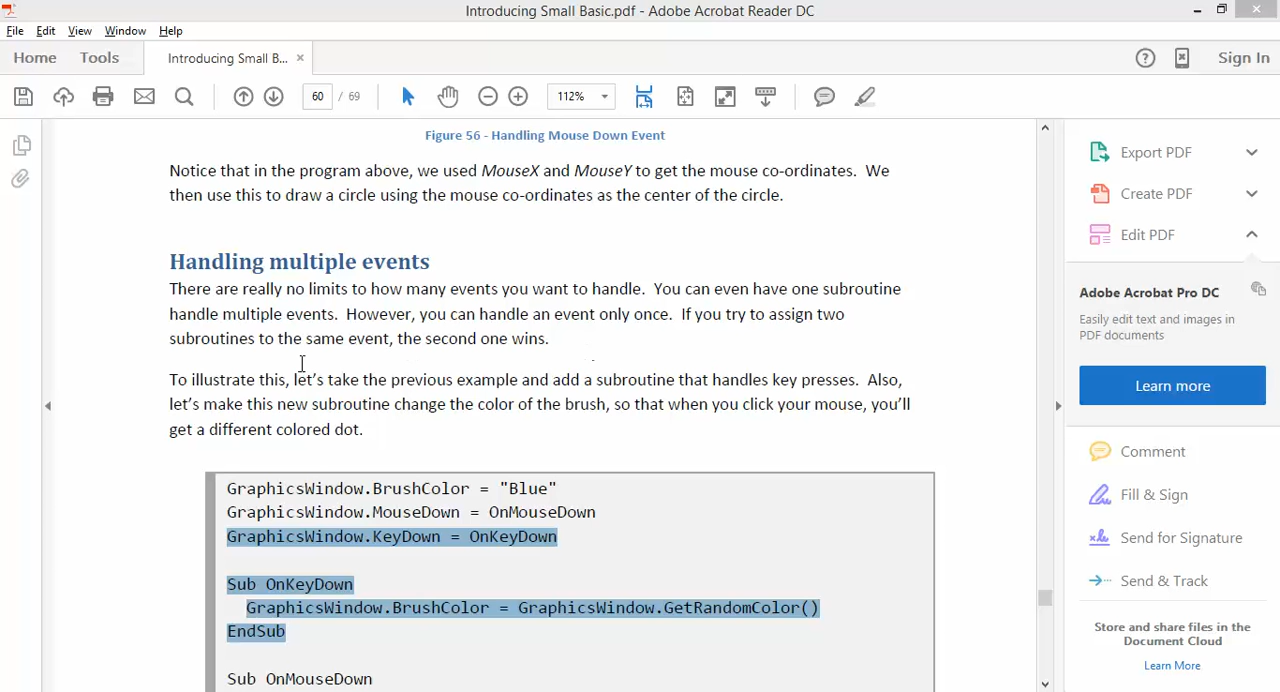 Introducing Small Basic.pdf - Adobe Acrobat Reader DC
File Edit View Window Help
Home Tools Introducing Small B... × Sign In
60 / 69 112%
Figure 56 - Handling Mouse Down Event
Notice that in the program above, we used MouseX and MouseY to get the mouse co-ordinates. We
then use this to draw a circle using the mouse co-ordinates as the center of the circle.
Handling multiple events
There are really no limits to how many events you want to handle. You can even have one subroutine
handle multiple events. However, you can handle an event only once. If you try to assign two
subroutines to the same event, the second one wins.
To illustrate this, let's take the previous example and add a subroutine that handles key presses. Also,
let's make this new subroutine change the color of the brush, so that when you click your mouse, you'll
get a different colored dot.
GraphicsWindow.BrushColor = "Blue"
GraphicsWindow.MouseDown = OnMouseDown
GraphicsWindow.KeyDown = OnKeyDown
Sub OnKeyDown
GraphicsWindow.BrushColor = GraphicsWindow.GetRandomColor()
EndSub
Sub OnMouseDown
Export PDF
Create PDF
Edit PDF
Adobe Acrobat Pro DC
Easily edit text and images in
PDF documents
Learn more
Comment
Fill & Sign
Send for Signature
Send & Track
Store and share files in the
Document Cloud
Learn More